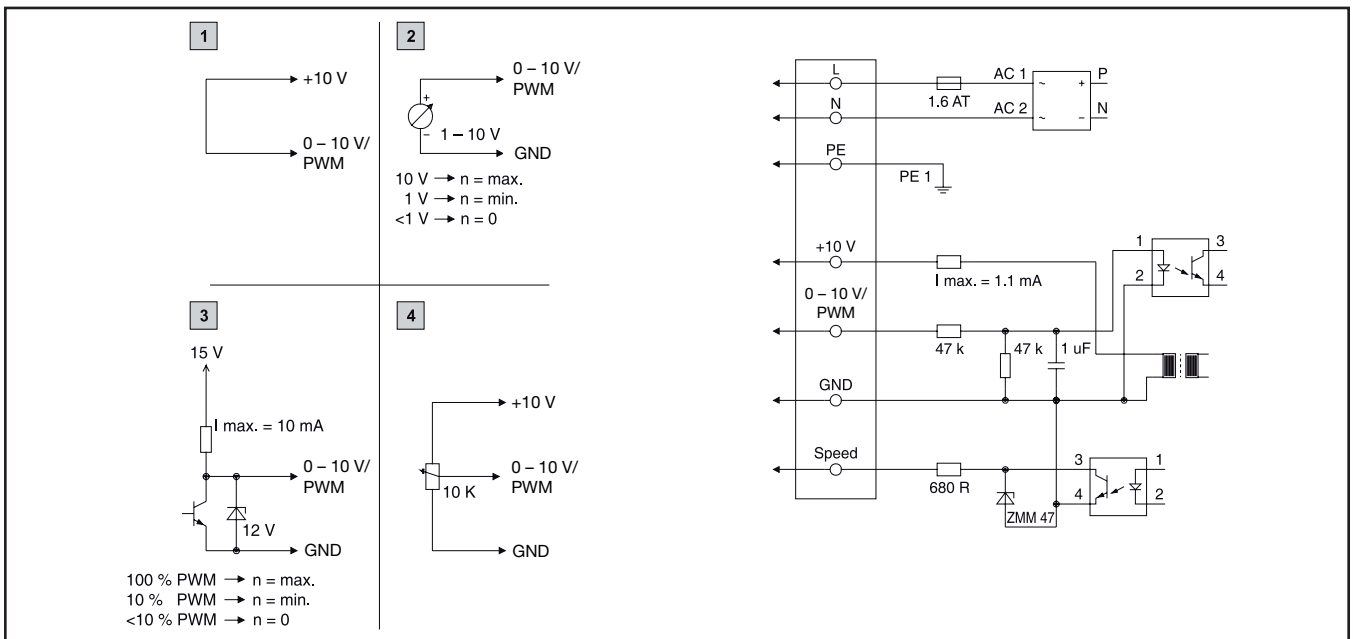 1
+10 V
0 – 10 V/
PWM
2
0 – 10 V/
PWM
+
–
1 – 10 V
GND
10 V → n = max.
1 V → n = min.
<1 V → n = 0
3
15 V
I max. = 10 mA
0 – 10 V/
PWM
12 V
GND
100 % PWM → n = max.
10 % PWM → n = min.
<10 % PWM → n = 0
4
+10 V
0 – 10 V/
PWM
10 K
GND
L
1.6 AT
AC 1
~
+
P
N
AC 2
~
–
N
PE
PE 1
+10 V
I max. = 1.1 mA
1
2
3
4
0 – 10 V/
PWM
47 k
47 k
1 uF
GND
Speed
680 R
ZMM 47
3
4
1
2